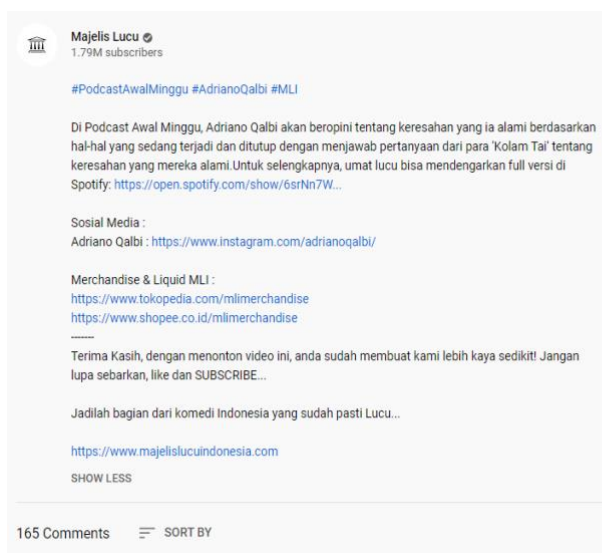 Majelis Lucu
1.79M subscribers
#PodcastAwalMinggu #AdrianoQalbi #MLI
Di Podcast Awal Minggu, Adriano Qalbi akan beropini tentang keresahan yang ia alami berdasarkan
hal-hal yang sedang terjadi dan ditutup dengan menjawab pertanyaan dari para 'Kolam Tai' tentang
keresahan yang mereka alami.Untuk selengkapnya, umat lucu bisa mendengarkan full versi di
Spotify: https://open.spotify.com/show/6srNn7W...
Sosial Media :
Adriano Qalbi : https://www.instagram.com/adrianoqalbi/
Merchandise & Liquid MLI :
https://www.tokopedia.com/mlimerchandise
https://www.shopee.co.id/mlimerchandise
-------
Terima Kasih, dengan menonton video ini, anda sudah membuat kami lebih kaya sedikit! Jangan
lupa sebarkan, like dan SUBSCRIBE...
Jadilah bagian dari komedi Indonesia yang sudah pasti Lucu...
https://www.majelislucuindonesia.com
SHOW LESS
165 Comments SORT BY